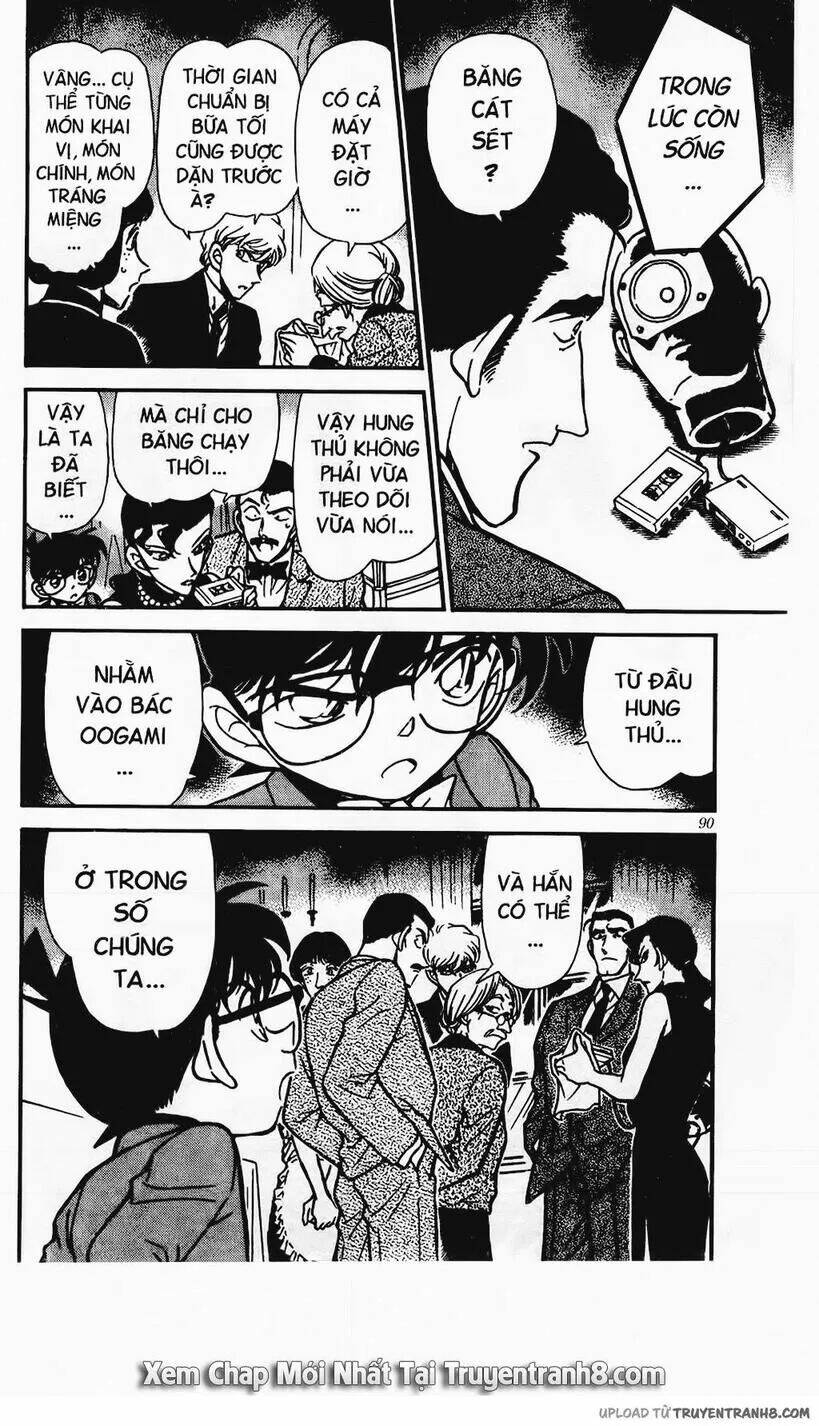 TRONG
LÚC CÒN
SỐNG
...
BĂNG
CÁT
SÉT
?
CÓ CẢ
MÁY
ĐẶT
GIỜ
...
THỜI GIAN
CHUẨN BỊ
BỮA TỐI
CŨNG ĐƯỢC
DẶN TRƯỚC
À?
VÂNG... CỤ
THỂ TỪNG
MÓN KHAI
VỊ, MÓN
CHÍNH, MÓN
TRÁNG
MIỆNG
...
VẬY HUNG
THỦ KHÔNG
PHẢI VỪA
THEO DÕI
VỪA NÓI...
MÀ CHỈ CHO
BĂNG CHẠY
THÔI...
VẬY
LÀ TA
ĐÃ
BIẾT
...
TỪ ĐẦU
HUNG
THỦ...
NHẰM
VÀO BÁC
OOGAMI
...
90
VÀ HẮN
CÓ THỂ
...
Ở TRONG
SỐ
CHÚNG
TA...
Xem Chap Mới Nhất Tại Truyentranh8.com
UPLOAD TỪ TRUYENTRANH8.COM